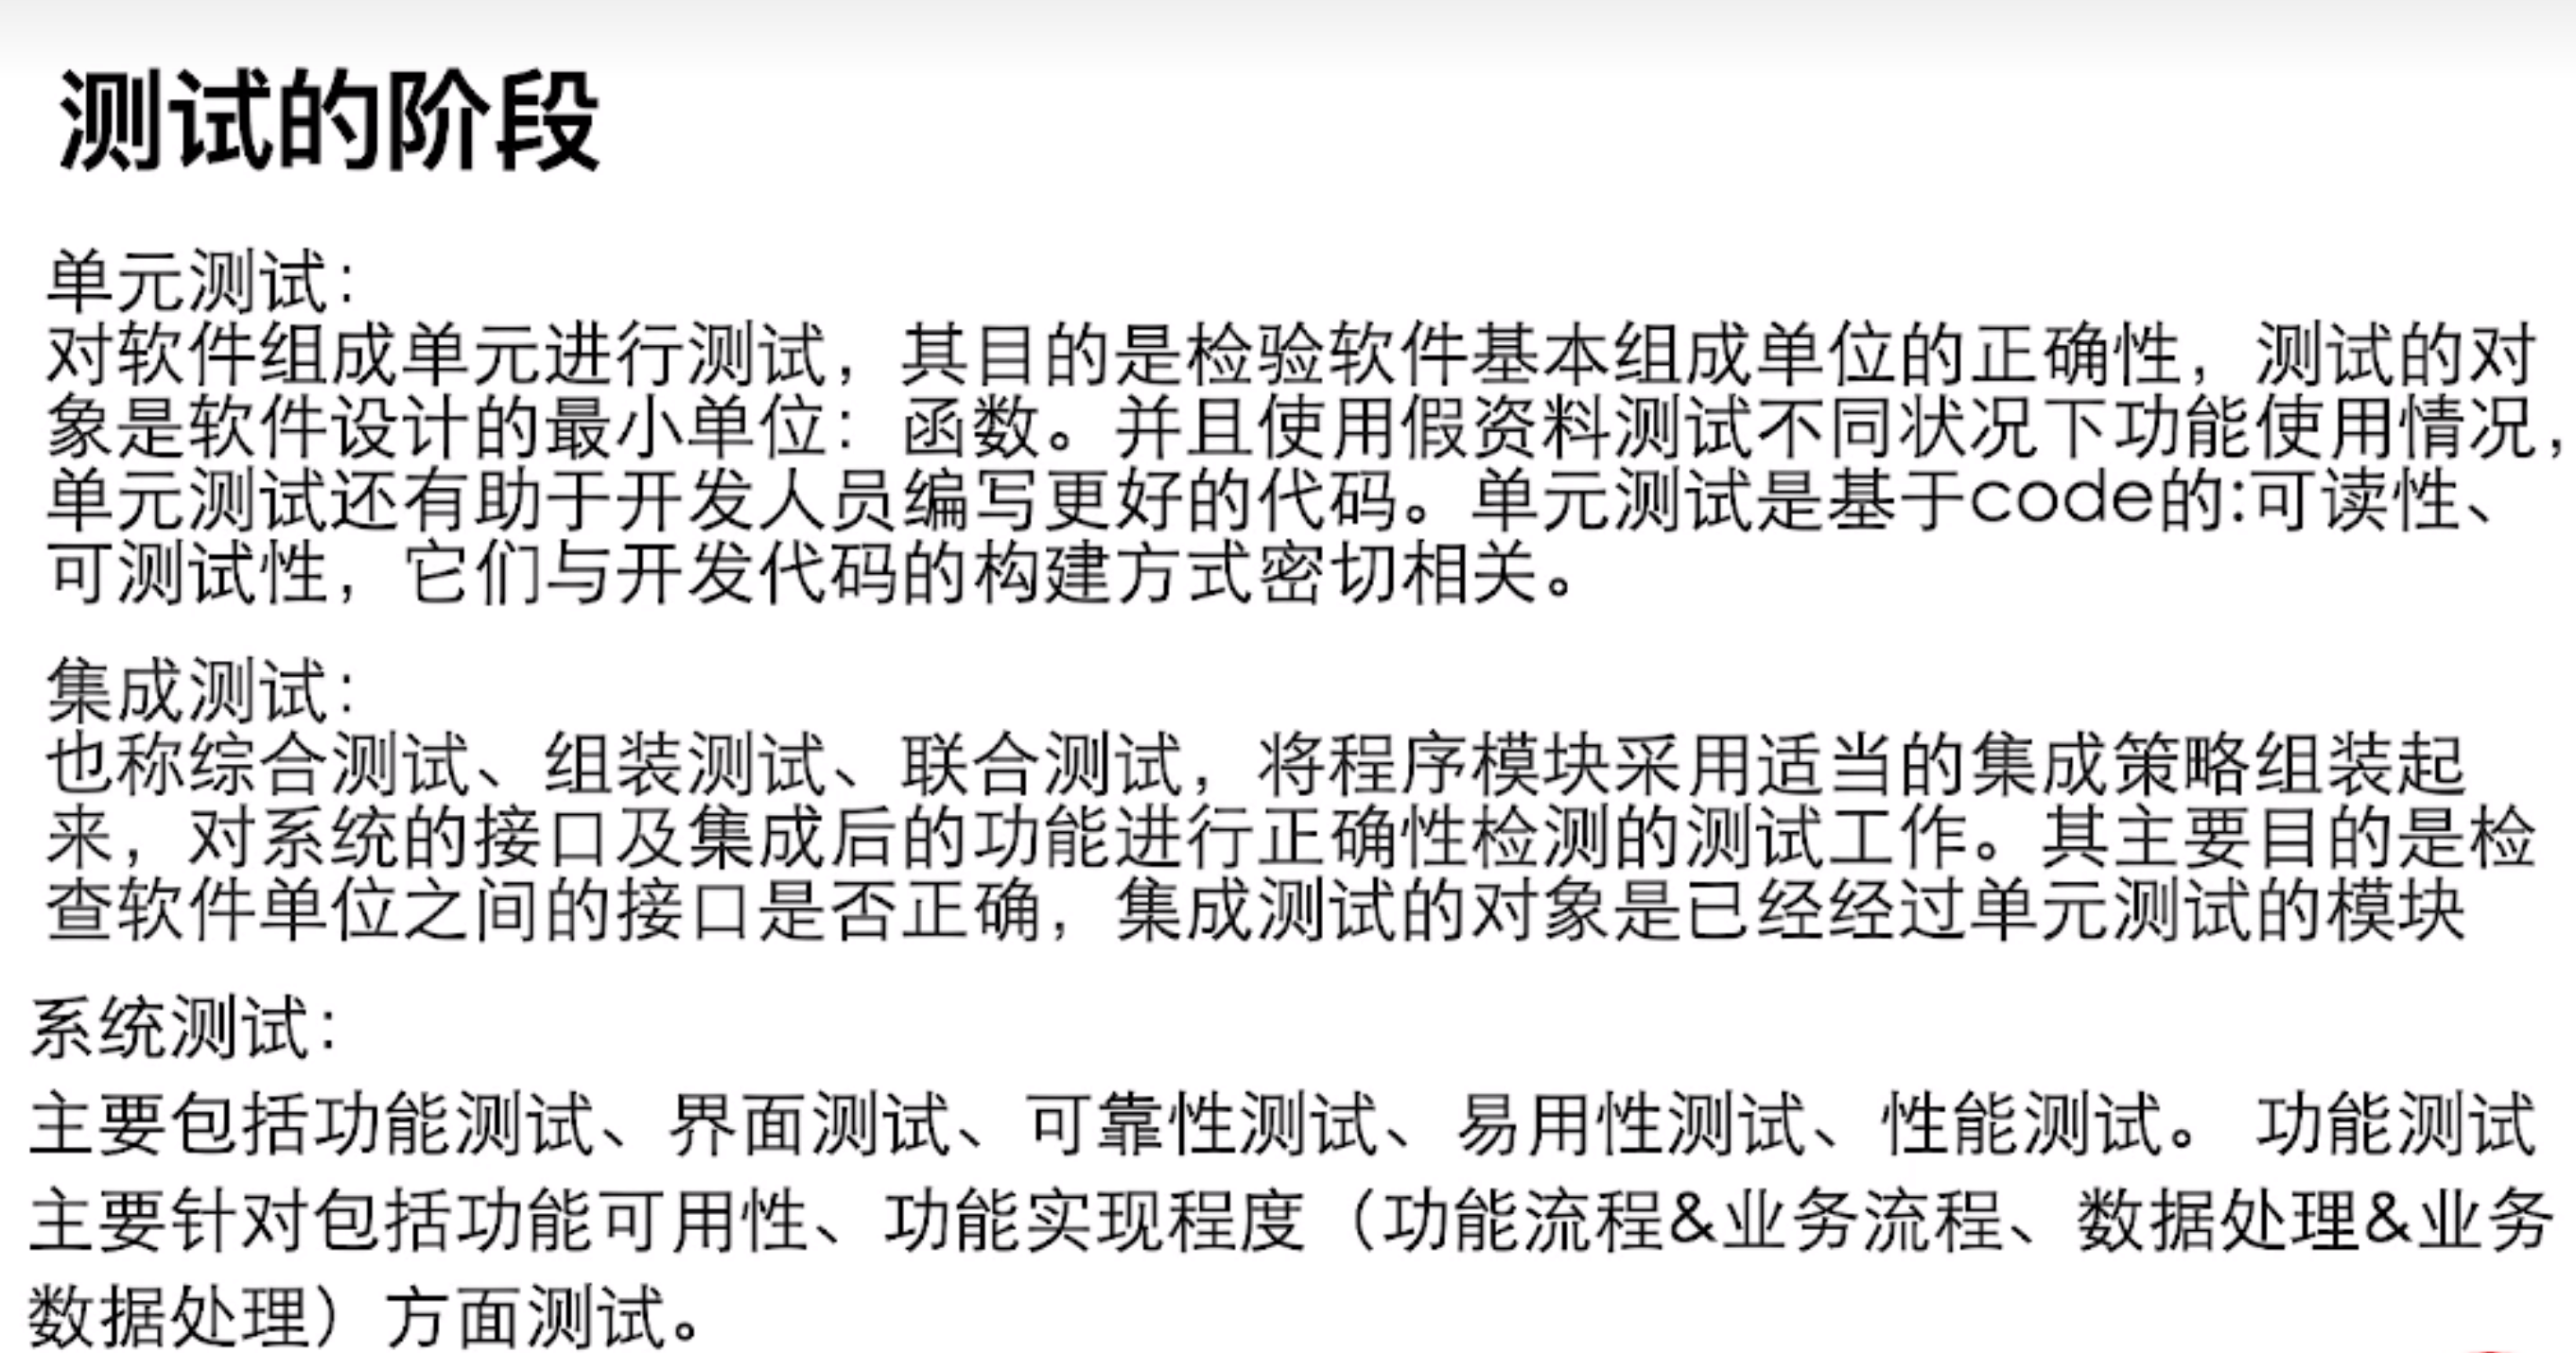 测试的阶段
单元测试：
对软件组成单元进行测试，其目的是检验软件基本组成单位的正确性，测试的对
象是软件设计的最小单位：函数。并且使用假资料测试不同状况下功能使用情况，
单元测试还有助于开发人员编写更好的代码。单元测试是基于code的:可读性、
可测试性，它们与开发代码的构建方式密切相关。
集成测试：
也称综合测试、组装测试、联合测试，将程序模块采用适当的集成策略组装起
来，对系统的接口及集成后的功能进行正确性检测的测试工作。其主要目的是检
查软件单位之间的接口是否正确，集成测试的对象是已经经过单元测试的模块
系统测试：
主要包括功能测试、界面测试、可靠性测试、易用性测试、性能测试。 功能测试
主要针对包括功能可用性、功能实现程度（功能流程&业务流程、数据处理&业务
数据处理）方面测试。